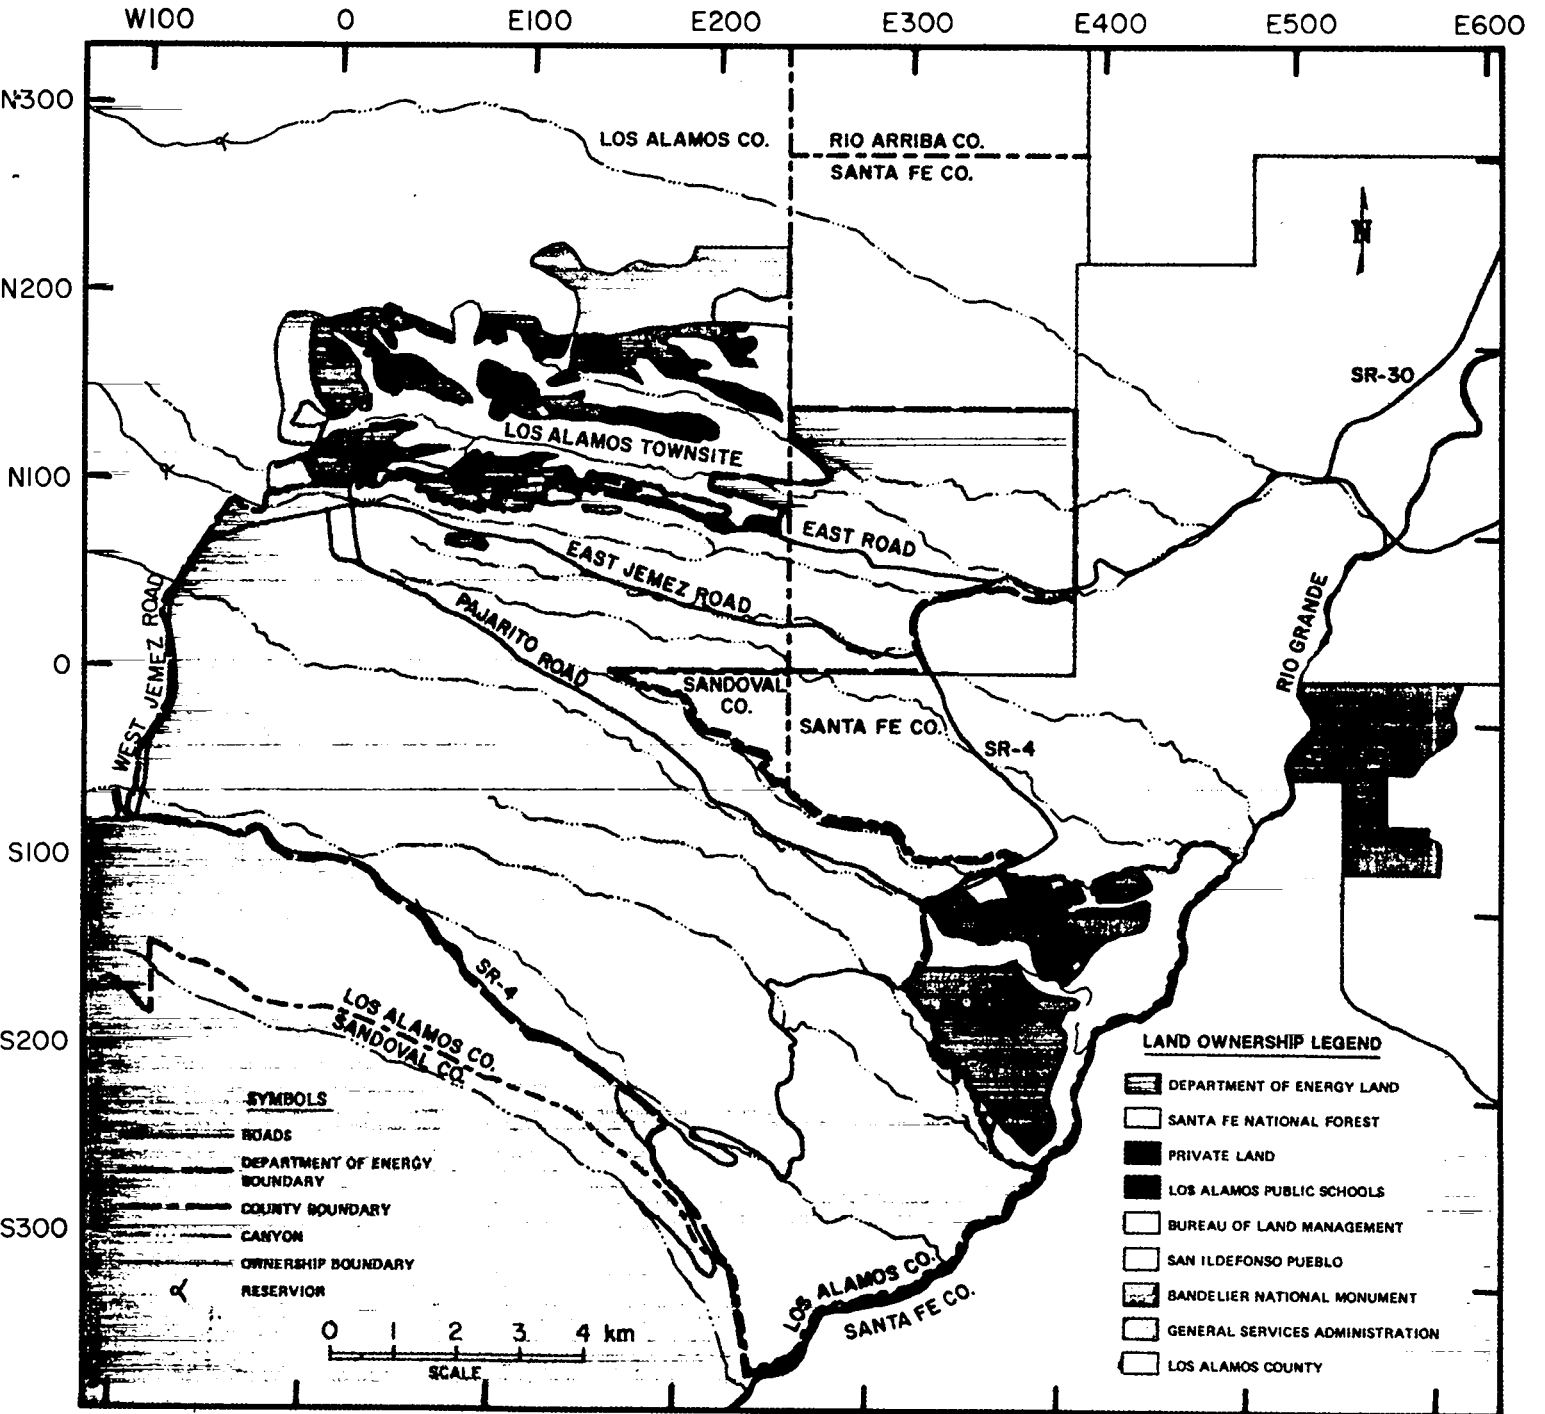 W100 0 E100 E200 E300 E400 E500 E600
N300
LOS ALAMOS CO. RIO ARRIBA CO.
SANTA FE CO.
N
N200
SR-30
LOS ALAMOS TOWNSITE
N100
EAST ROAD
EAST JEMEZ ROAD
PAJARITO ROAD
WEST JEMEZ ROAD
RIO GRANDE
0
SANDOVAL
CO.
SANTA FE CO.
SR-4
S100
SR-4
LOS ALAMOS CO.
SANDOVAL CO.
S200
LAND OWNERSHIP LEGEND
DEPARTMENT OF ENERGY LAND
SANTA FE NATIONAL FOREST
PRIVATE LAND
LOS ALAMOS PUBLIC SCHOOLS
BUREAU OF LAND MANAGEMENT
SAN ILDEFONSO PUEBLO
BANDELIER NATIONAL MONUMENT
GENERAL SERVICES ADMINISTRATION
LOS ALAMOS COUNTY
SYMBOLS
ROADS
DEPARTMENT OF ENERGY
BOUNDARY
COUNTY BOUNDARY
CANYON
OWNERSHIP BOUNDARY
RESERVIOR
S300
LOS ALAMOS CO.
SANTA FE CO.
0 1 2 3 4 km
SCALE